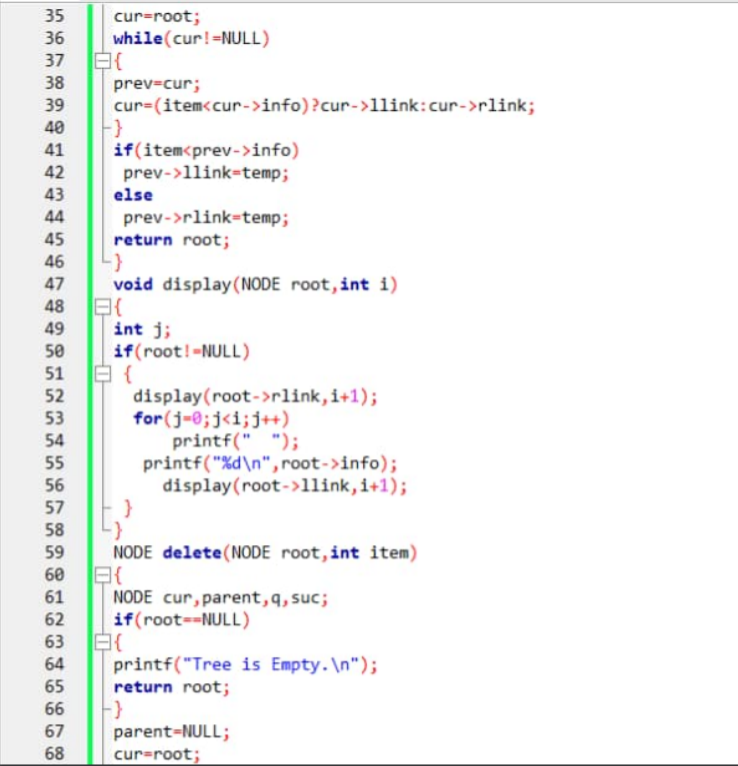 35 cur=root;
36 while(cur!=NULL)
37 {
38 prev=cur;
39 cur=(item<cur->info)?cur->llink:cur->rlink;
40 }
41 if(item<prev->info)
42 prev->llink=temp;
43 else
44 prev->rlink=temp;
45 return root;
46 }
47 void display(NODE root,int i)
48 {
49 int j;
50 if(root!=NULL)
51 {
52 display(root->rlink,i+1);
53 for(j=0;j<i;j++)
54 printf("  ");
55 printf("%d\n",root->info);
56 display(root->llink,i+1);
57 }
58 }
59 NODE delete(NODE root,int item)
60 {
61 NODE cur,parent,q,suc;
62 if(root==NULL)
63 {
64 printf("Tree is Empty.\n");
65 return root;
66 }
67 parent=NULL;
68 cur=root;